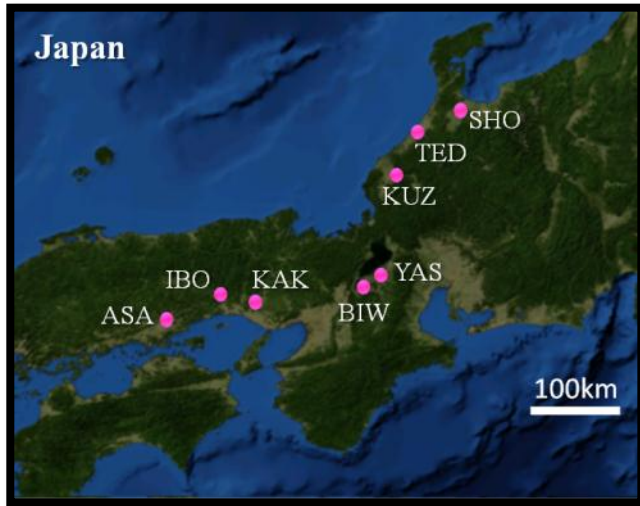 Japan
SHO
TED
KUZ
YAS
IBO
KAK
BIW
ASA
100km